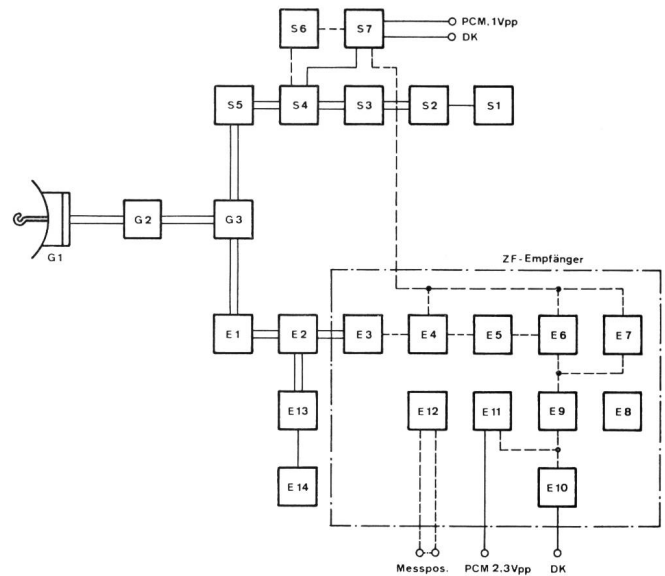 S6 S7 PCM.1Vpp
DK
S5 S4 S3 S2 S1
G1 G2 G3
ZF-Empfänger
E1 E2 E3 E4 E5 E6 E7
E13 E12 E11 E9 E8
E14 E10
Messpos. PCM 2.3Vpp DK